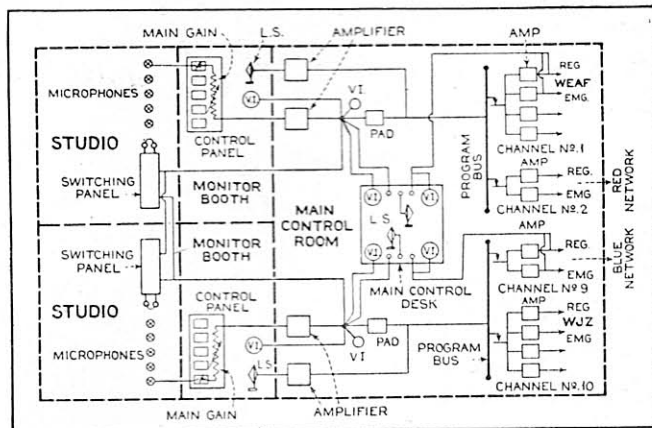 MAIN GAIN
L.S.
AMPLIFIER
AMP
MICROPHONES
STUDIO
SWITCHING
PANEL
CONTROL
PANEL
MONITOR
BOOTH
VI
V.I.
PAD
MAIN
CONTROL
ROOM
PROGRAM
BUS
REG
WEAF
EMG.
CHANNEL No. 1
AMP
REG.
EMG
CHANNEL No. 2
RED
NETWORK
VI
VI
L.S.
VI
VI
MAIN CONTROL
DESK
SWITCHING
PANEL
MONITOR
BOOTH
STUDIO
MICROPHONES
CONTROL
PANEL
MAIN GAIN
VI
L.S.
AMPLIFIER
V.I.
PAD
PROGRAM
BUS
AMP
REG.
EMG.
CHANNEL No. 9
BLUE
NETWORK
AMP
REG
WJZ
EMG
CHANNEL No. 10